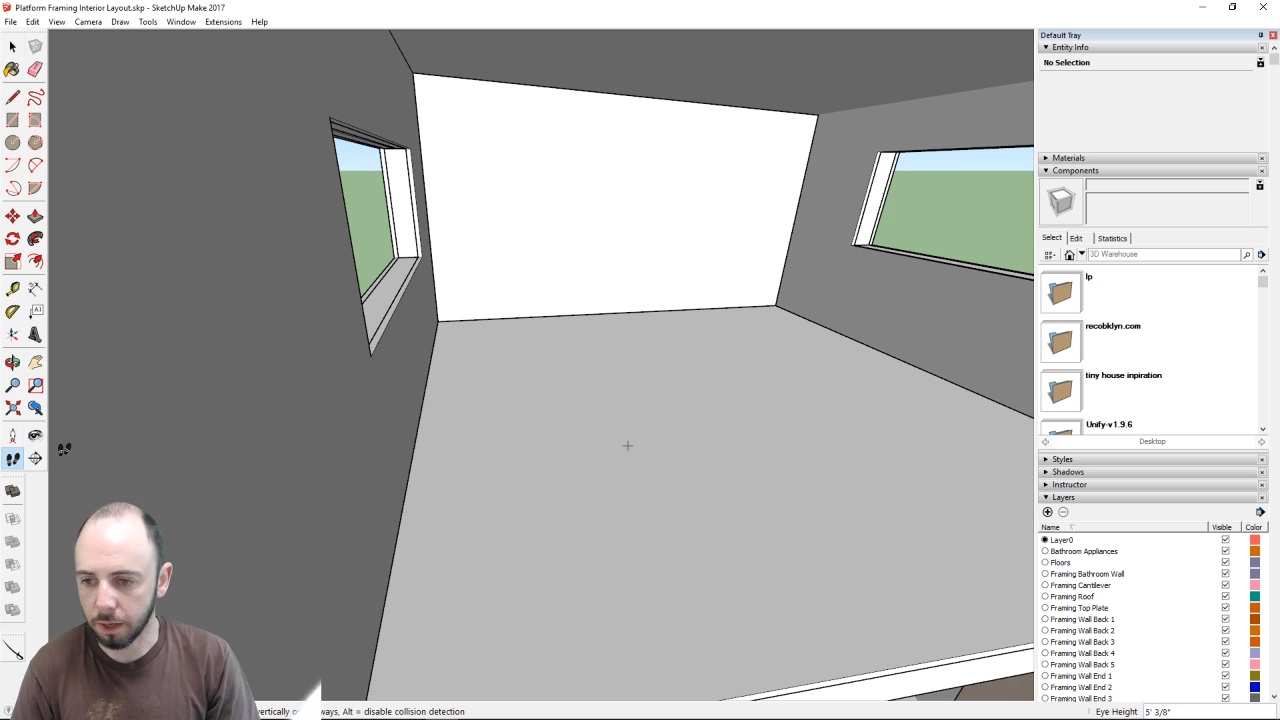 Platform Framing Interior Layout.skp - SketchUp Make 2017
File Edit View Camera Draw Tools Window Extensions Help
Default Tray
Entity Info
No Selection
Materials
Components
Select Edit Statistics
3D Warehouse
lp
recobklyn.com
tiny house inpiration
Unify-v1.9.6
Desktop
Styles
Shadows
Instructor
Layers
Name Visible Color
Layer0
Bathroom Appliances
Floors
Framing Bathroom Wall
Framing Cantilever
Framing Roof
Framing Top Plate
Framing Wall Back 1
Framing Wall Back 2
Framing Wall Back 3
Framing Wall Back 4
Framing Wall Back 5
Framing Wall End 1
Framing Wall End 2
Framing Wall End 3
Alt = disable collision detection
Eye Height 5' 3/8"